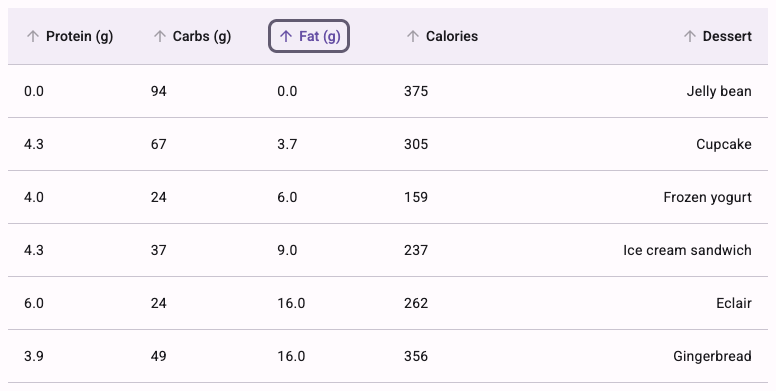 Protein (g) Carbs (g) Fat (g) Calories Dessert
0.0 94 0.0 375 Jelly bean
4.3 67 3.7 305 Cupcake
4.0 24 6.0 159 Frozen yogurt
4.3 37 9.0 237 Ice cream sandwich
6.0 24 16.0 262 Eclair
3.9 49 16.0 356 Gingerbread